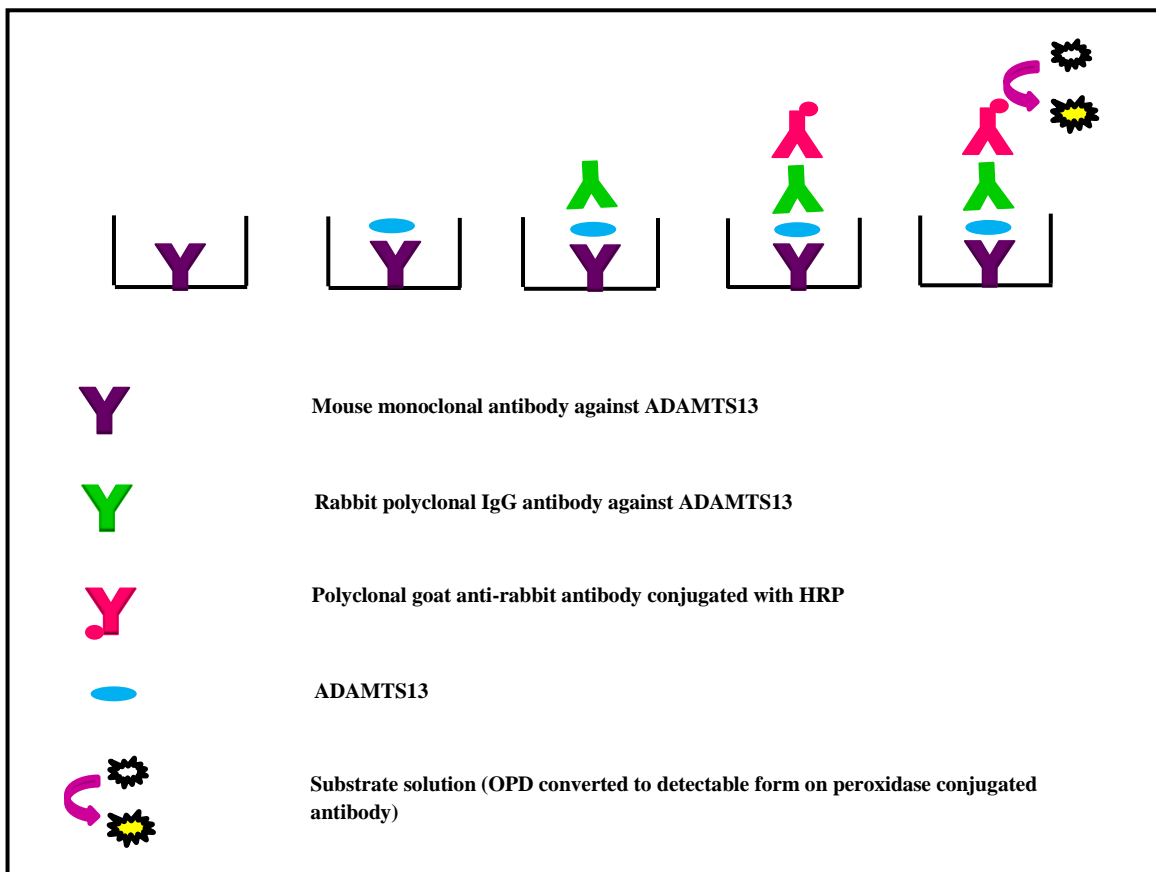 Mouse monoclonal antibody against ADAMTS13
Rabbit polyclonal IgG antibody against ADAMTS13
Polyclonal goat anti-rabbit antibody conjugated with HRP
ADAMTS13
Substrate solution (OPD converted to detectable form on peroxidase conjugated
antibody)